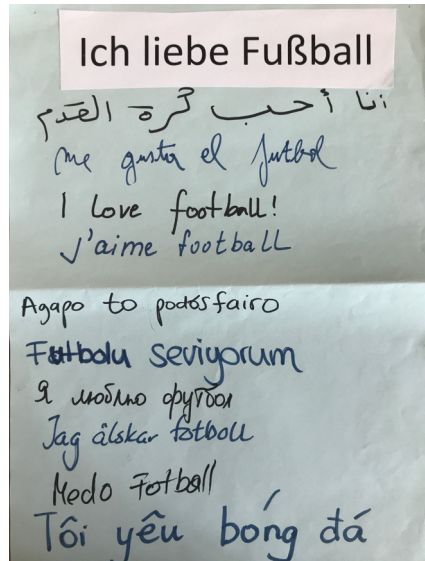 Ich liebe Fußball
أنا أحب كرة القدم
me gusta el futbol
I love football!
J'aime football
Agapo to podósfairo
Futbolu seviyorum
Я люблю футбол
Jag älskar fotboll
Medo Fotball
Tôi yêu bóng đá